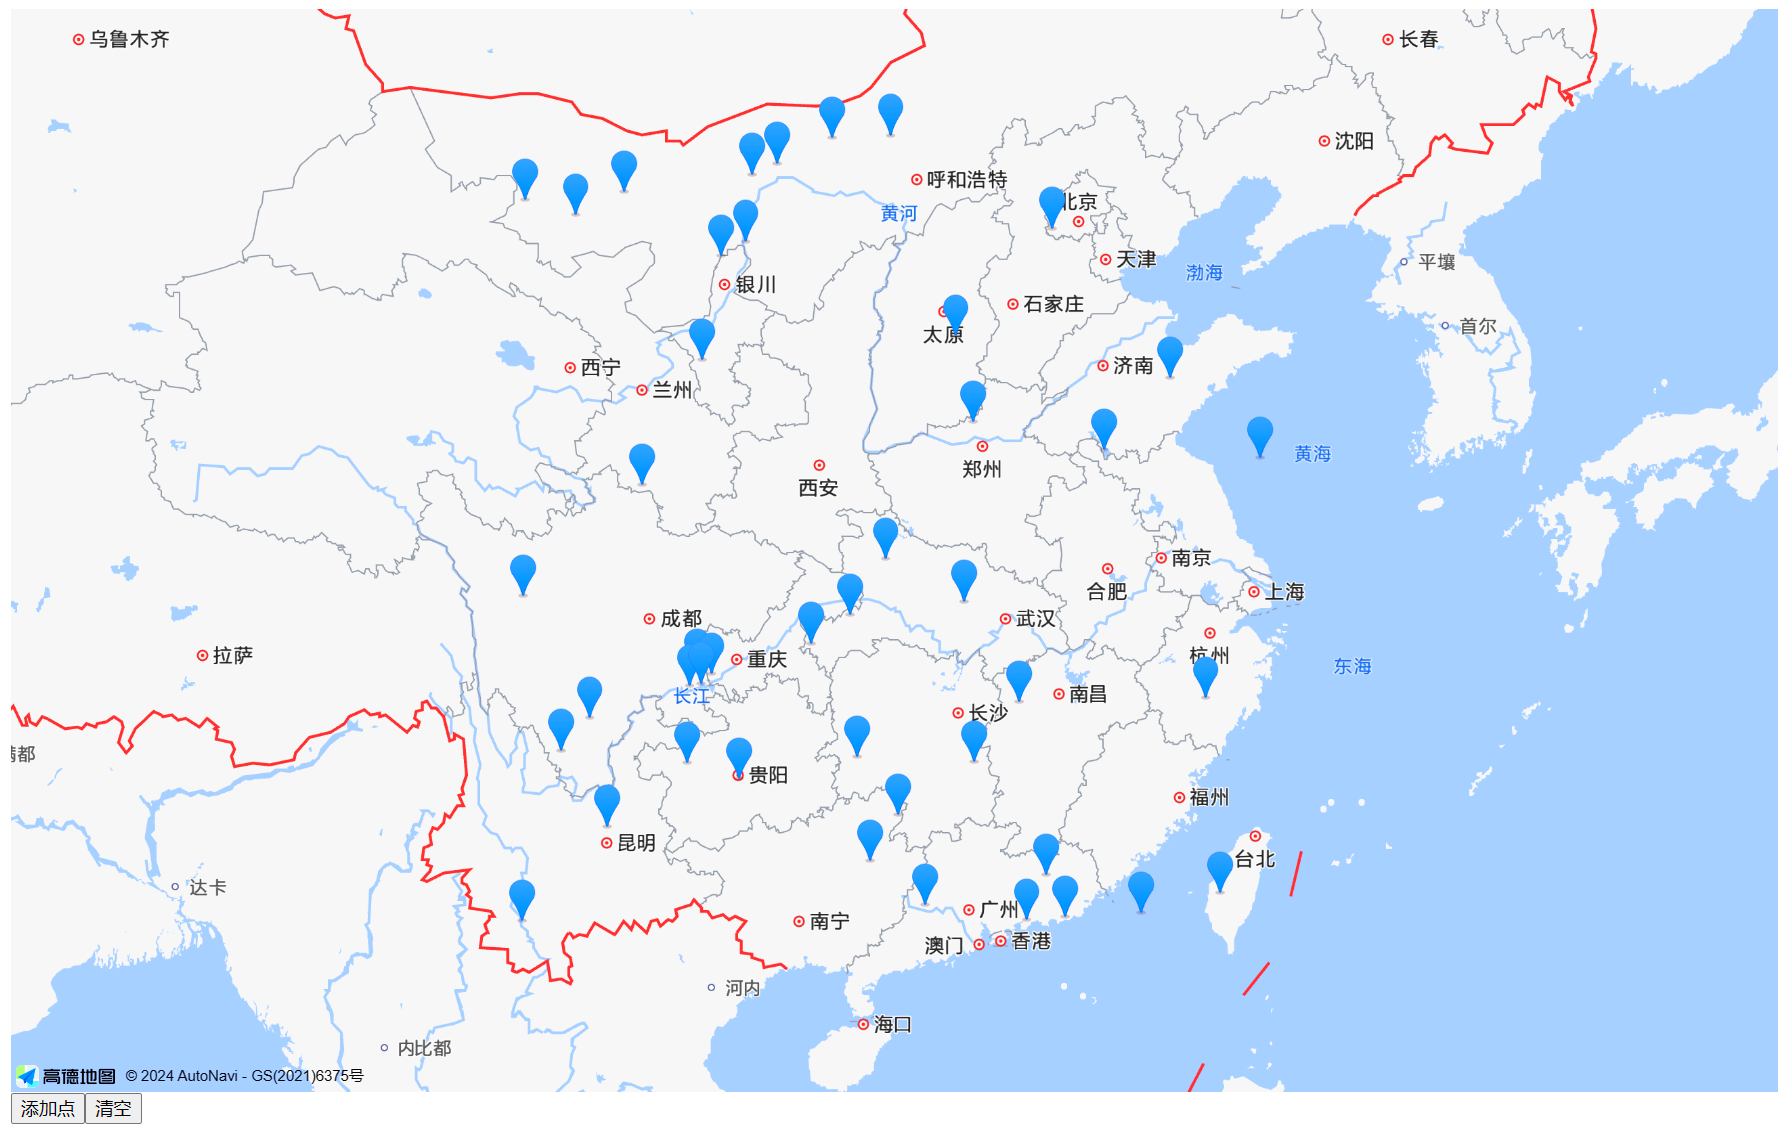 乌鲁木齐
长春
沈阳
呼和浩特
北京
黄河
天津
平壤
渤海
银川
石家庄
首尔
太原
西宁
济南
兰州
黄海
郑州
西安
南京
合肥
上海
成都
武汉
拉萨
杭州
重庆
东海
长江
南昌
长沙
贵阳
福州
昆明
台北
达卡
广州
南宁
澳门
香港
河内
海口
内比都
高德地图 © 2024 AutoNavi - GS(2021)6375号
添加点 清空